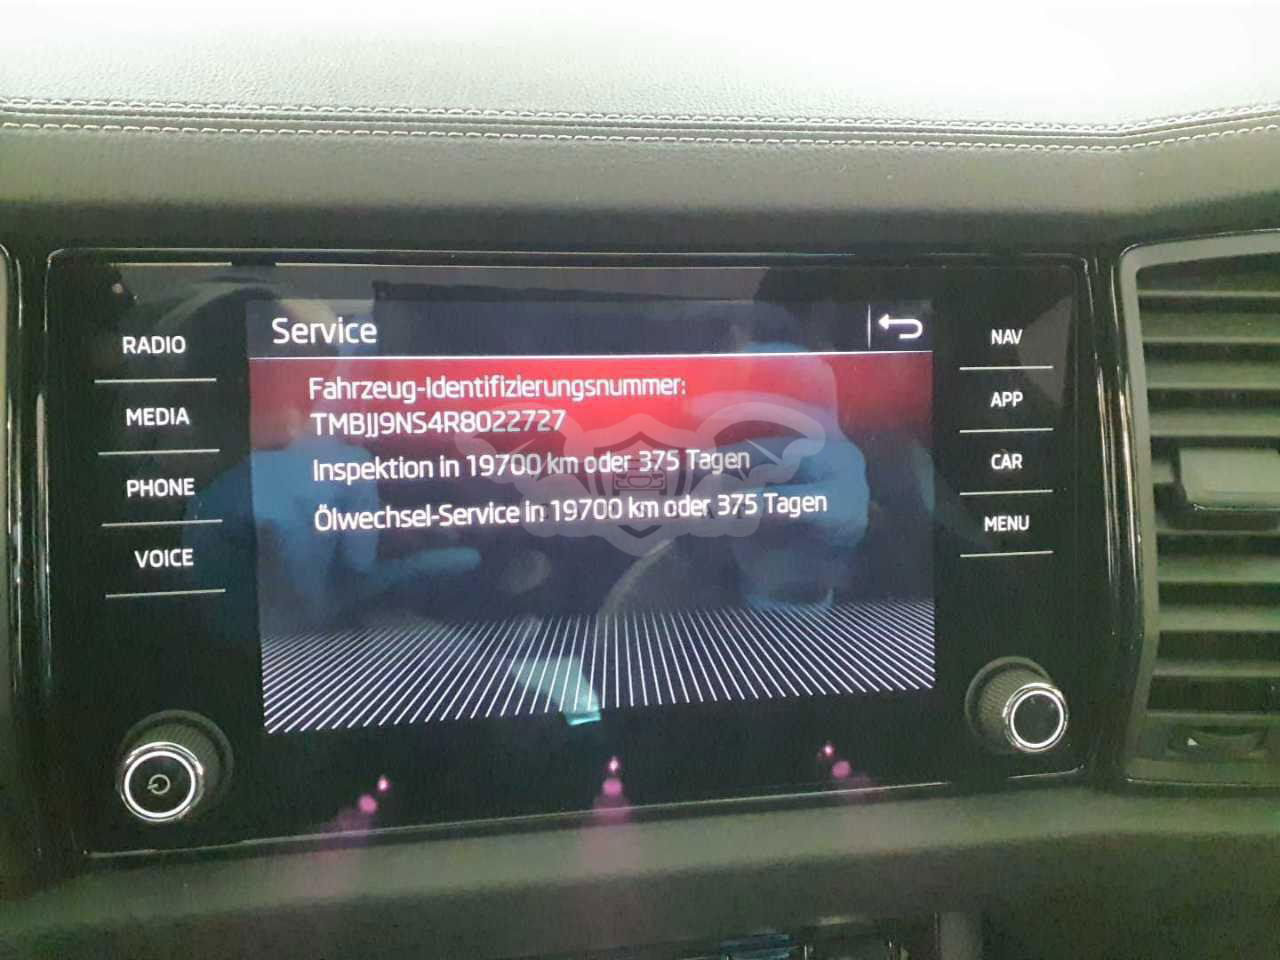 Service
RADIO
MEDIA
PHONE
VOICE
Fahrzeug-Identifizierungsnummer:
TMBJJ9NS4R8022727
Inspektion in 19700 km oder 375 Tagen
Ölwechsel-Service in 19700 km oder 375 Tagen
NAV
APP
CAR
MENU